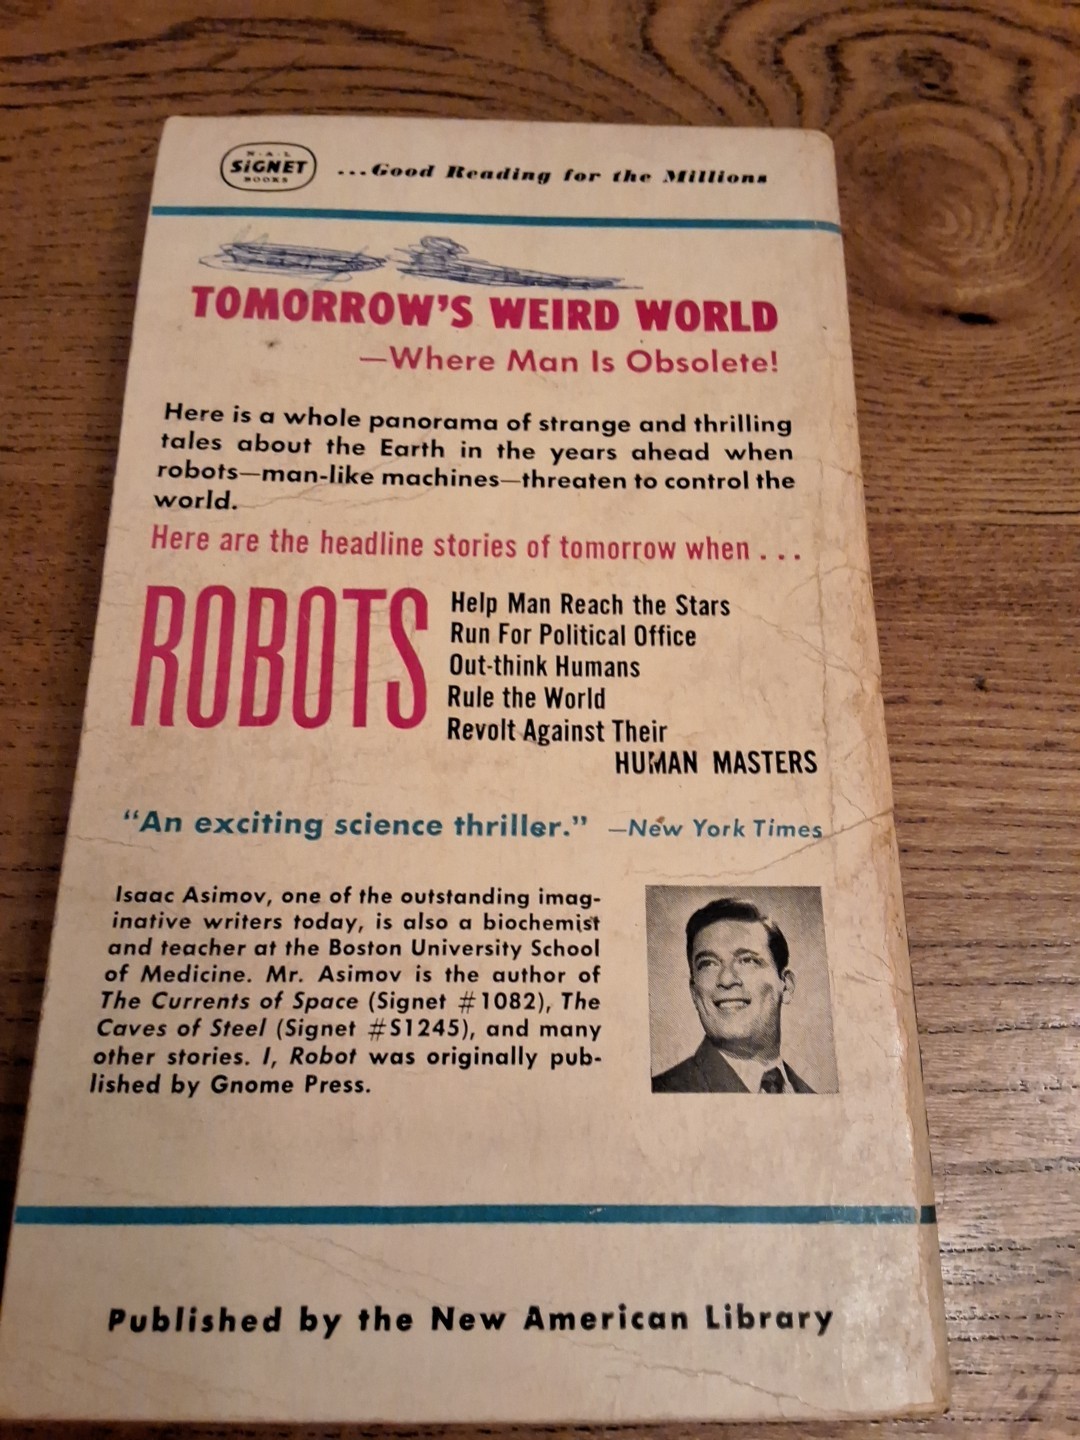 N·A·L
SIGNET
BOOKS
...Good Reading for the Millions
TOMORROW'S WEIRD WORLD
—Where Man Is Obsolete!
Here is a whole panorama of strange and thrilling
tales about the Earth in the years ahead when
robots—man-like machines—threaten to control the
world.
Here are the headline stories of tomorrow when . . .
ROBOTS
Help Man Reach the Stars
Run For Political Office
Out-think Humans
Rule the World
Revolt Against Their
HUMAN MASTERS
“An exciting science thriller.” —New York Times
Isaac Asimov, one of the outstanding imag-
inative writers today, is also a biochemist
and teacher at the Boston University School
of Medicine. Mr. Asimov is the author of
The Currents of Space (Signet #1082), The
Caves of Steel (Signet #S1245), and many
other stories. I, Robot was originally pub-
lished by Gnome Press.
Published by the New American Library